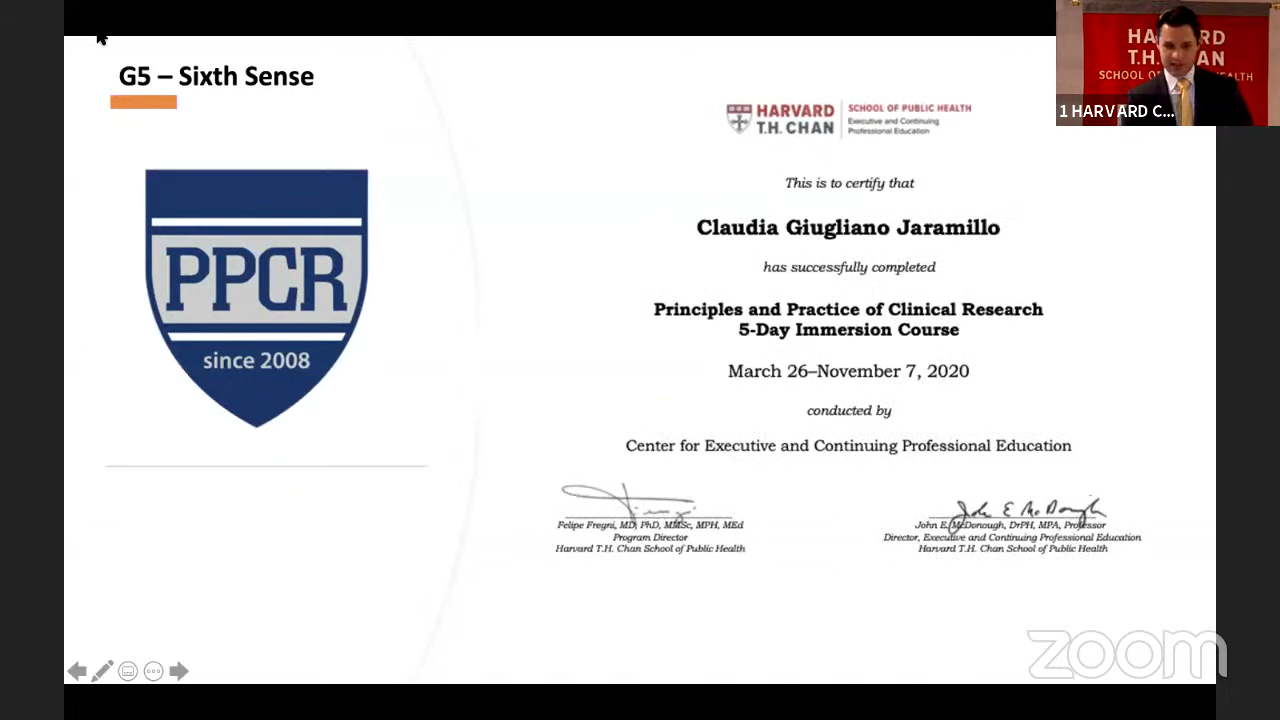 G5 – Sixth Sense
PPCR
since 2008
HARVARD
T.H. CHAN
SCHOOL OF PUBLIC HEALTH
Executive and Continuing
Professional Education
This is to certify that
Claudia Giugliano Jaramillo
has successfully completed
Principles and Practice of Clinical Research
5-Day Immersion Course
March 26–November 7, 2020
conducted by
Center for Executive and Continuing Professional Education
Felipe Fregni, MD, PhD, MMSc, MPH, MEd
Program Director
Harvard T.H. Chan School of Public Health
John E McDonough
John E. McDonough, DrPH, MPA, Professor
Director, Executive and Continuing Professional Education
Harvard T.H. Chan School of Public Health
1 HARVARD C...
zoom